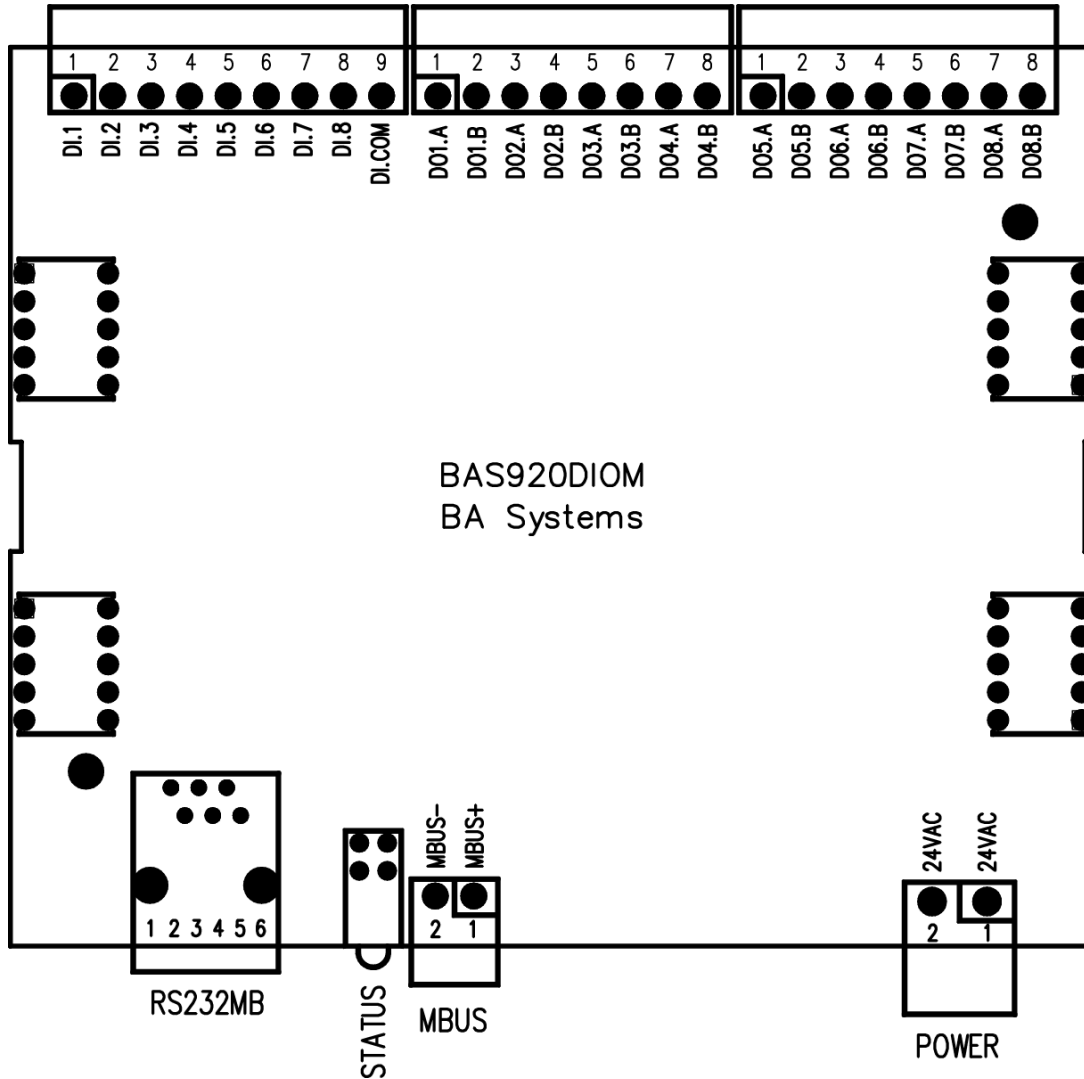 1 2 3 4 5 6 7 8 9
1 2 3 4 5 6 7 8
1 2 3 4 5 6 7 8
DI.1 DI.2 DI.3 DI.4 DI.5 DI.6 DI.7 DI.8 DI.COM
DO1.A DO1.B DO2.A DO2.B DO3.A DO3.B DO4.A DO4.B
DO5.A DO5.B DO6.A DO6.B DO7.A DO7.B DO8.A DO8.B
BAS920DIOM
BA Systems
MBUS- MBUS+
24VAC 24VAC
1 2 3 4 5 6
2 1
2 1
RS232MB
STATUS
MBUS
POWER